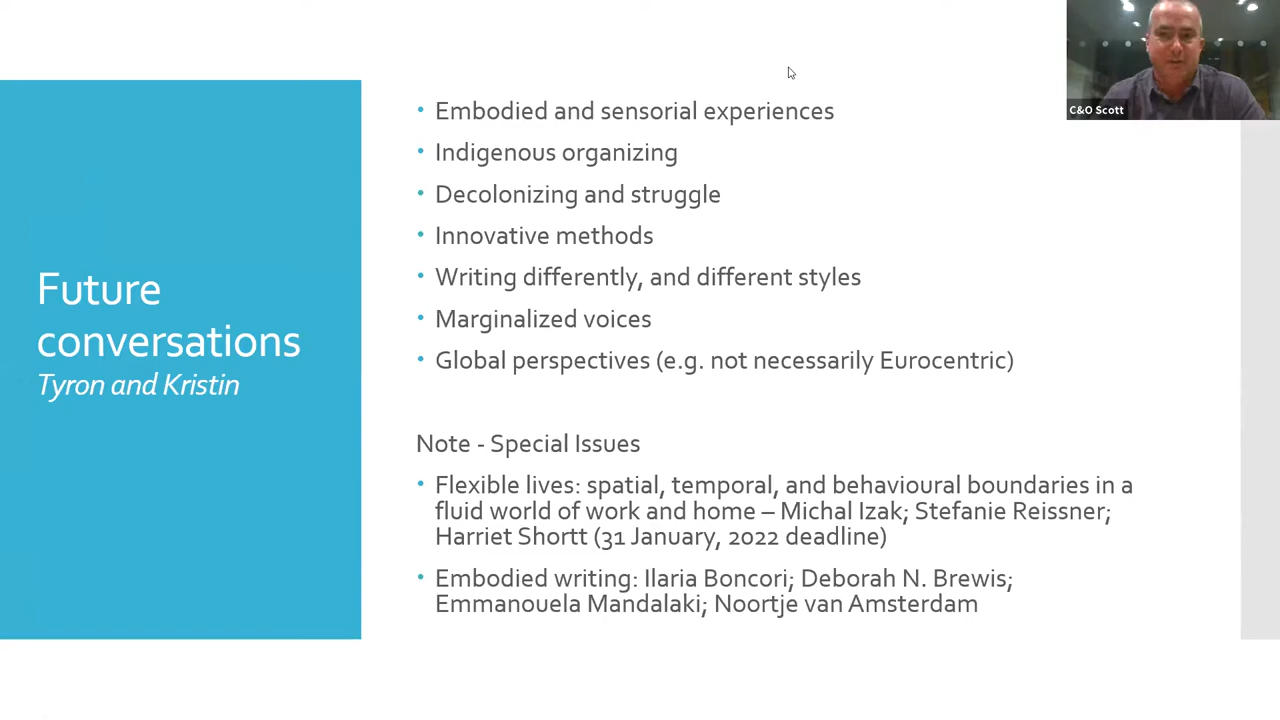 Future
conversations
Tyron and Kristin
• Embodied and sensorial experiences
• Indigenous organizing
• Decolonizing and struggle
• Innovative methods
• Writing differently, and different styles
• Marginalized voices
• Global perspectives (e.g. not necessarily Eurocentric)
Note - Special Issues
• Flexible lives: spatial, temporal, and behavioural boundaries in a
fluid world of work and home – Michal Izak; Stefanie Reissner;
Harriet Shortt (31 January, 2022 deadline)
• Embodied writing: Ilaria Boncori; Deborah N. Brewis;
Emmanouela Mandalaki; Noortje van Amsterdam
C&O Scott